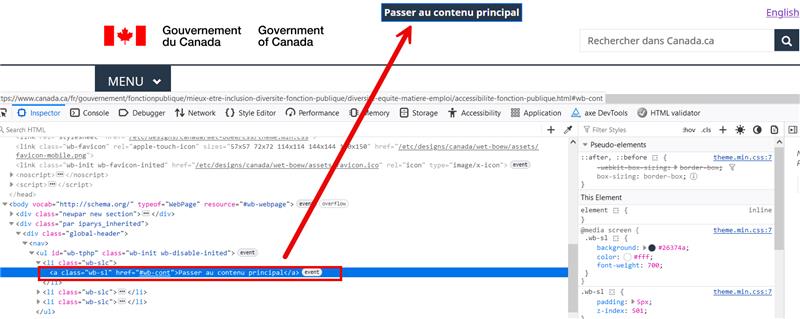 Passer au contenu principal
English
Gouvernement du Canada
Government of Canada
Rechercher dans Canada.ca
MENU
ttps://www.canada.ca/fr/gouvernement/fonctionpublique/mieux-etre-inclusion-diversite-fonction-publique/diversite-equite-matiere-emploi/accessibilite-fonction-publique.html#wb-cont
Inspector Console Debugger Network Style Editor Performance Memory Storage Accessibility Application axe DevTools HTML validator
Search HTML
<link rel="stylesheet" href="/etc/designs/canada/wet-boew/css/theme.min.css">
<link class="wb-favicon" rel="apple-touch-icon" sizes="57x57 72x72 114x114 144x144 150x150" href="/etc/designs/canada/wet-boew/assets/
favicon-mobile.png">
<link class="wb-init wb-favicon-inited" href="/etc/designs/canada/wet-boew/assets/favicon.ico" rel="icon" type="image/x-icon"> event
<noscript> </noscript>
<script> </script>
</head>
<body vocab="http://schema.org/" typeof="WebPage" resource="#wb-webpage"> event overflow
<div class="newpar new section"> </div>
<div class="par iparys_inherited">
<div class="global-header">
<nav>
<ul id="wb-tphp" class="wb-init wb-disable-inited"> event
<li class="wb-slc">
<a class="wb-sl" href="#wb-cont">Passer au contenu principal</a> event
</li>
<li class="wb-slc"> </li>
<li class="wb-slc"> </li>
</ul>
Filter Styles :hov .cls
Pseudo-elements
::after, ::before { theme.min.css:7
-webkit-box-sizing: border-box;
box-sizing: border-box;
}
This Element
element { inline
}
@media screen theme.min.css:7
.wb-sl {
background: #26374a;
color: #fff;
font-weight: 700;
}
.wb-sl { theme.min.css:7
padding: 5px;
z-index: 501;